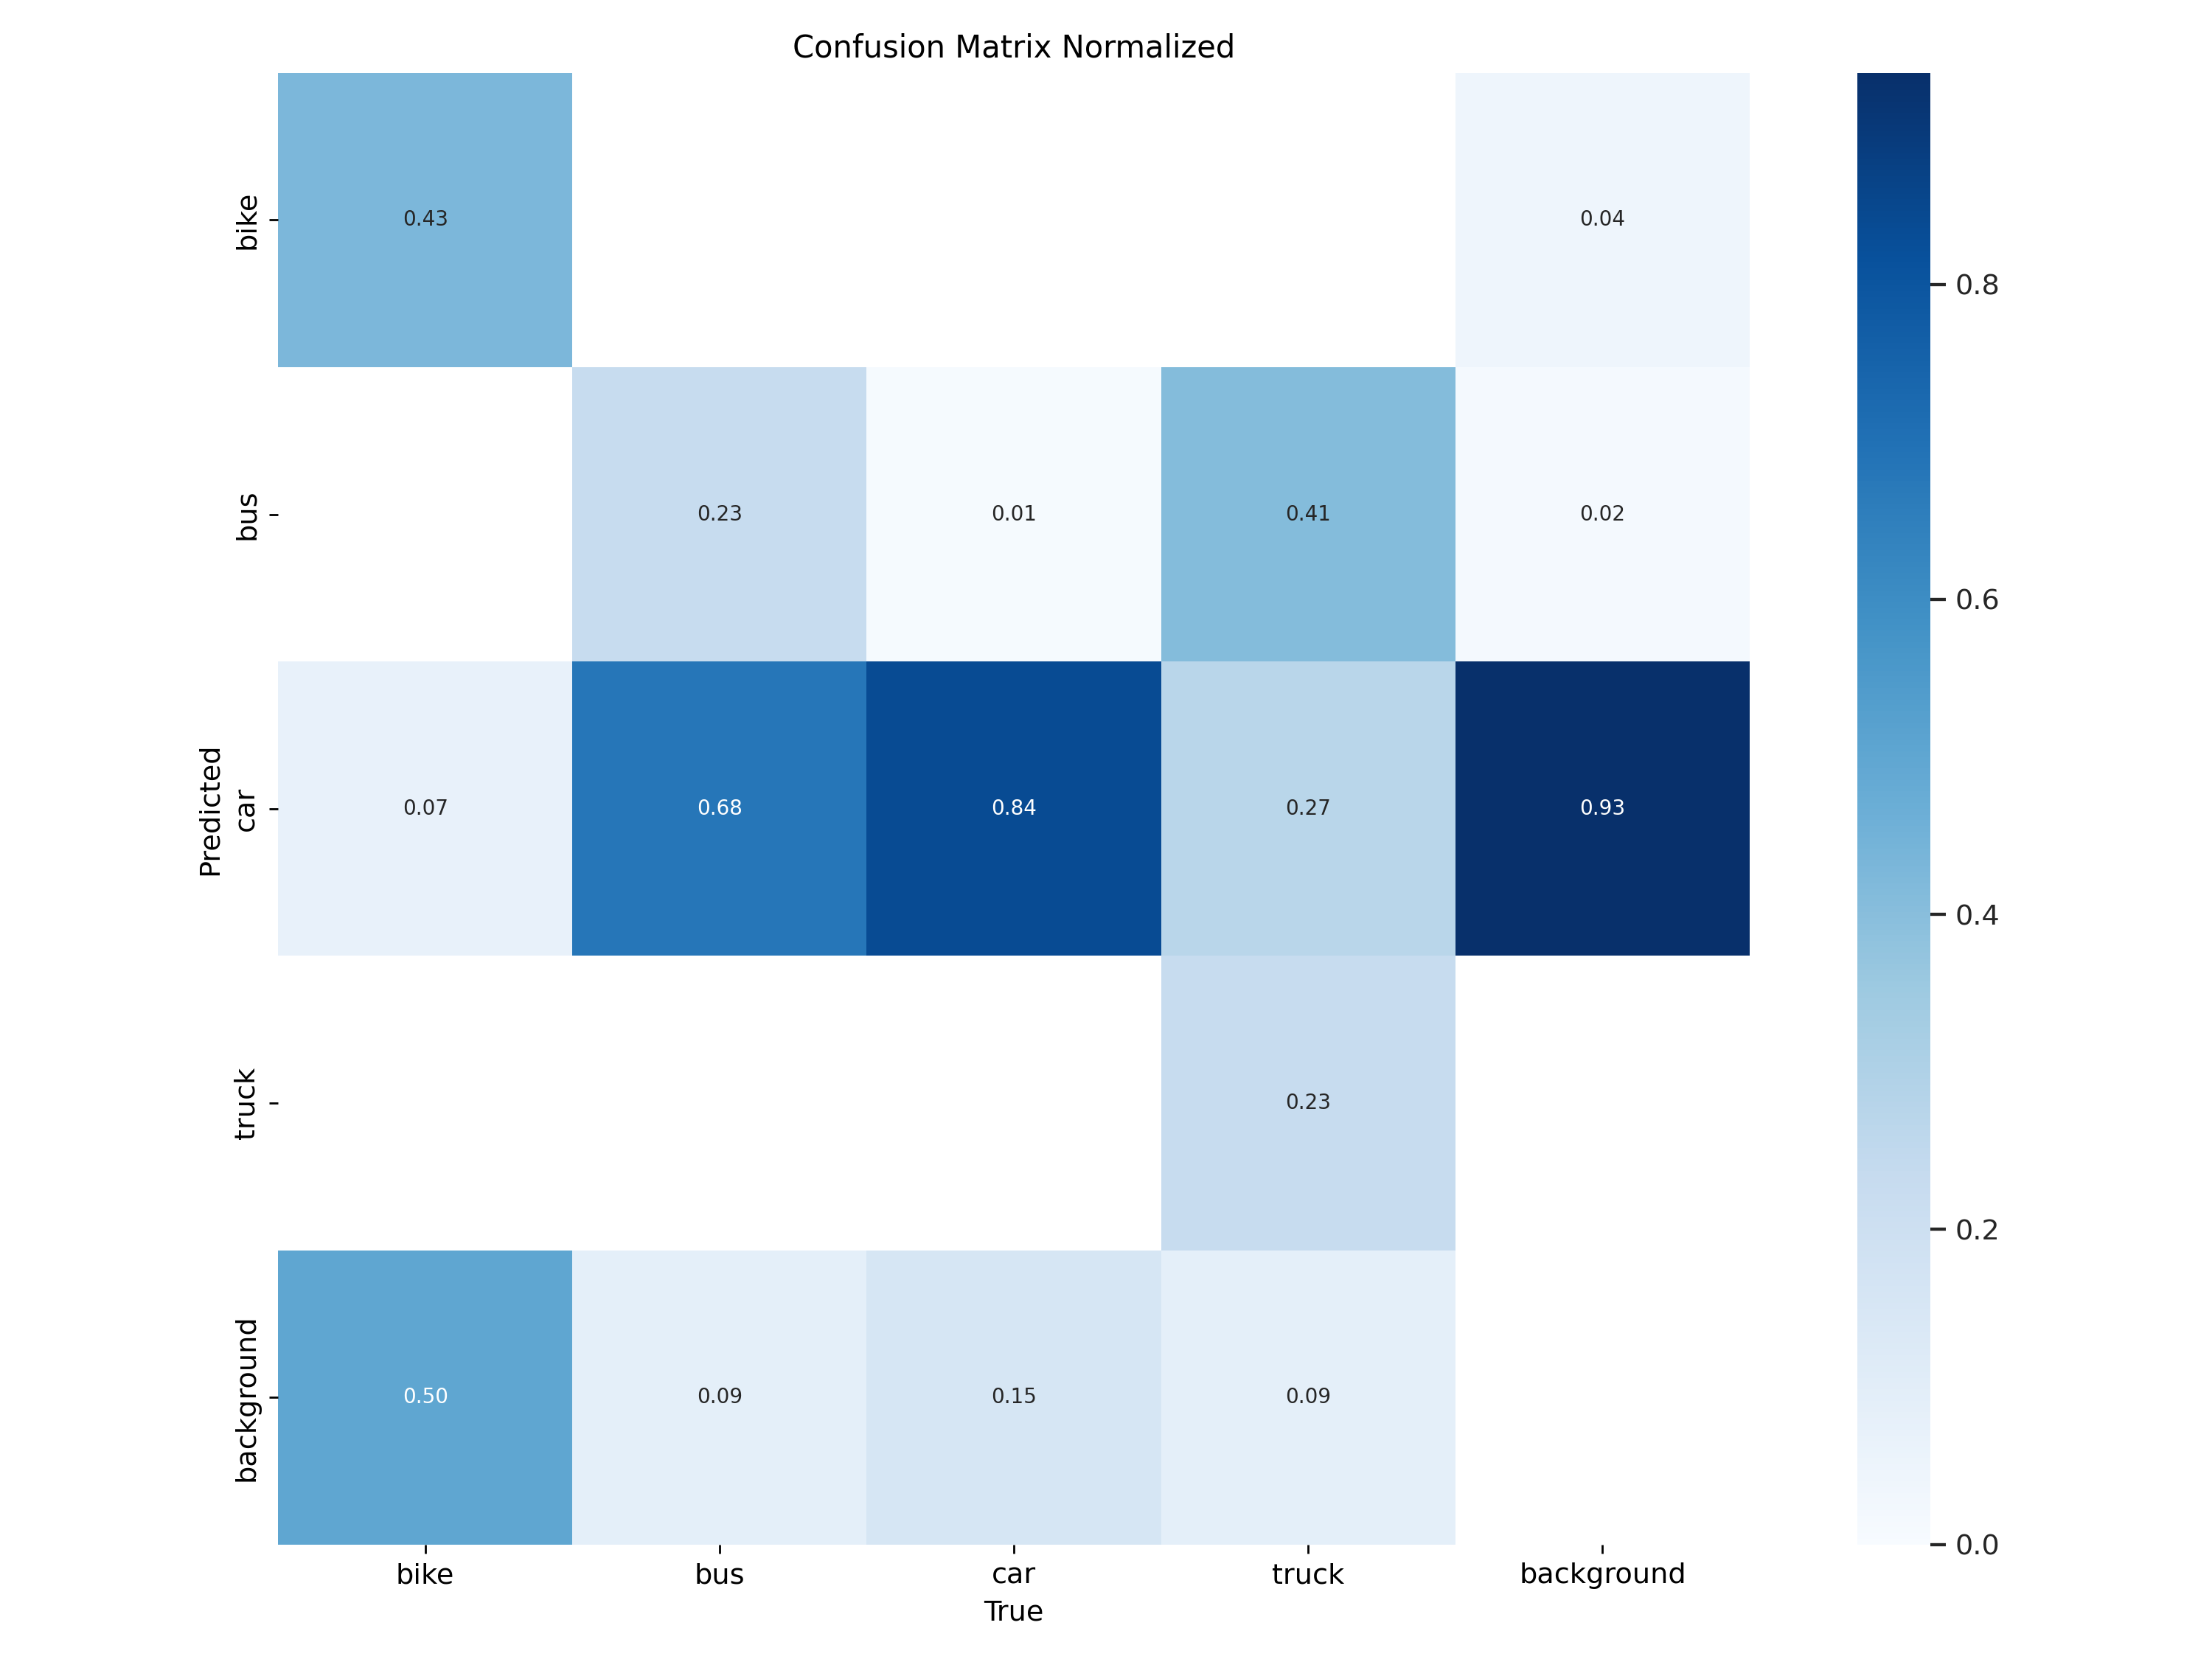 Confusion Matrix Normalized
bike
0.43
0.04
0.8
bus
0.23
0.01
0.41
0.02
0.6
Predicted
car
0.07
0.68
0.84
0.27
0.93
0.4
truck
0.23
0.2
background
0.50
0.09
0.15
0.09
0.0
bike
bus
car
truck
background
True